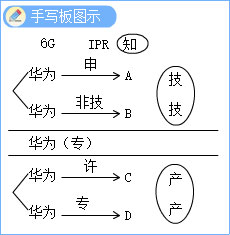 手写板图示
6G IPR 知
华为 申 A 技
华为 非技 B 技
华为（专）
华为 许 C 产
华为 专 D 产